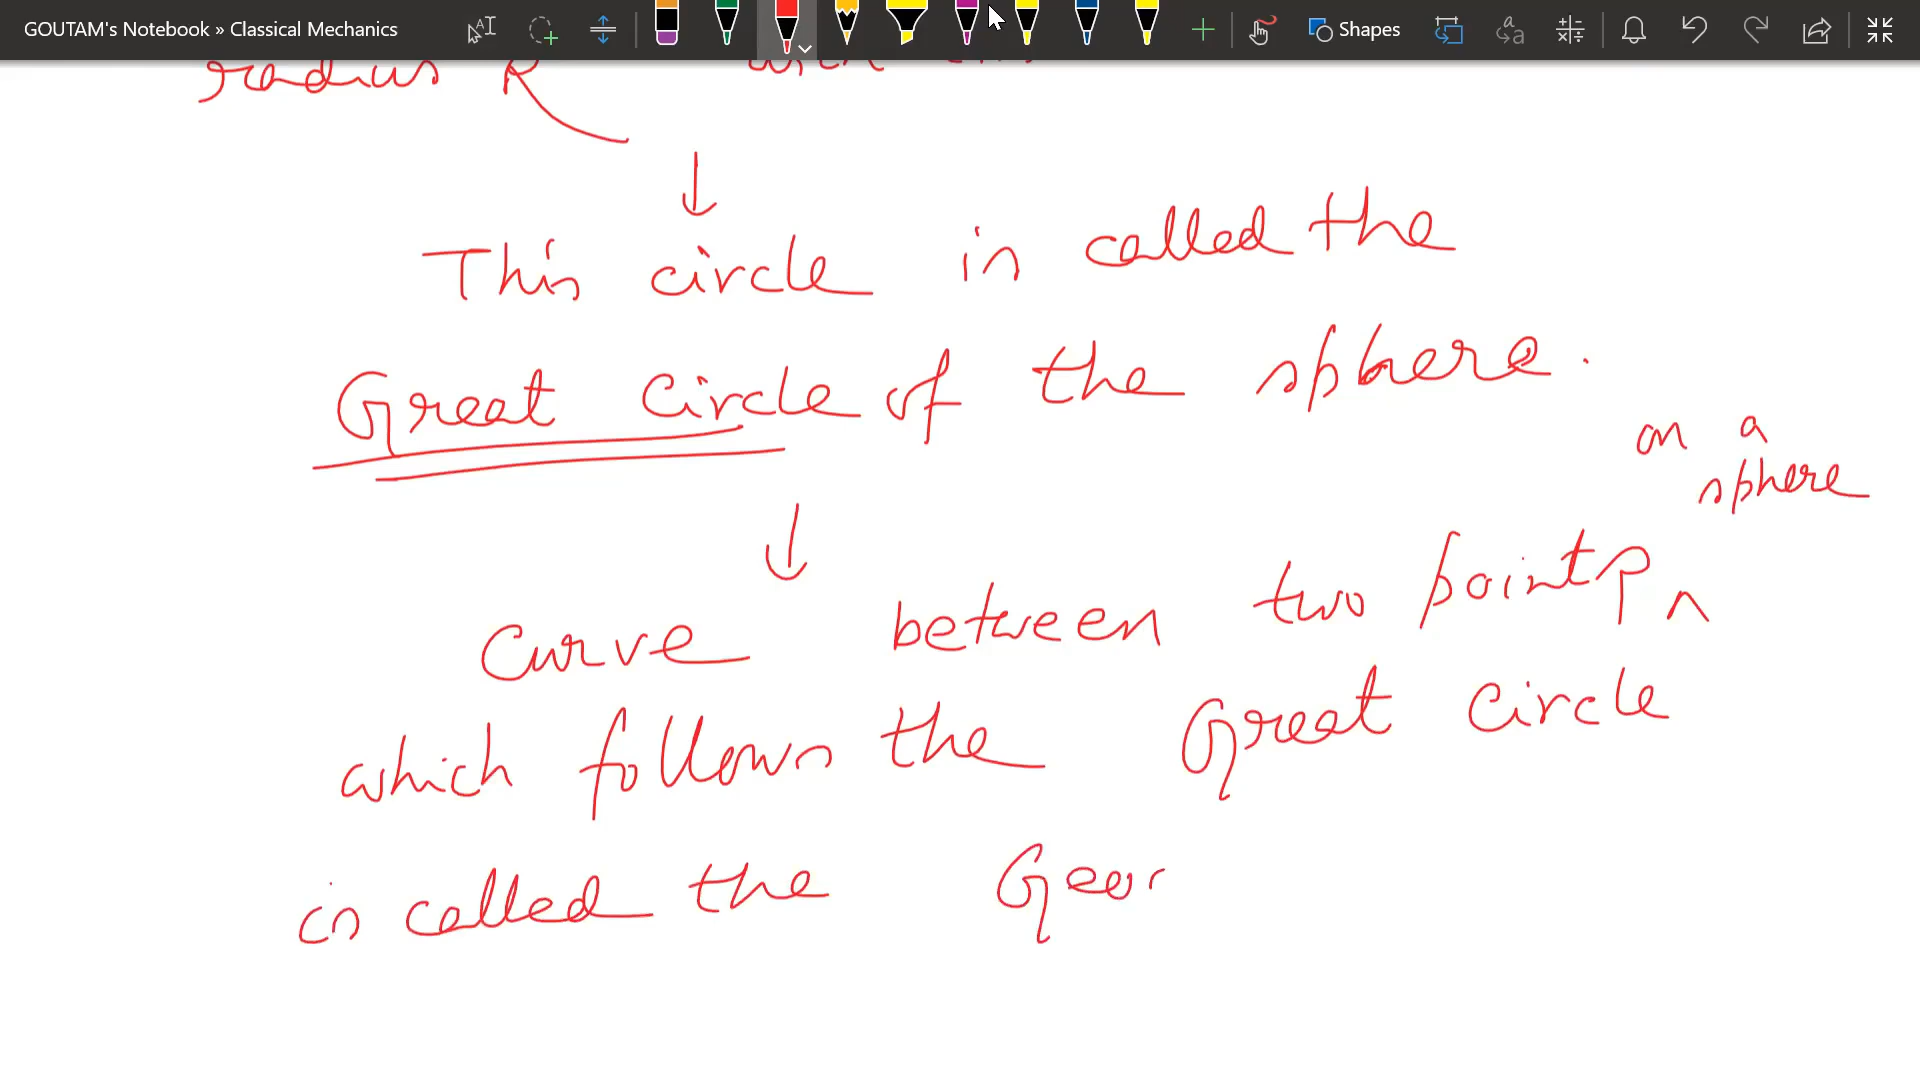 GOUTAM's Notebook » Classical Mechanics
Shapes
radius R
This circle is called the
Great Circle of the sphere.
on a
sphere
Curve between two points ^
which follows the Great Circle
is called the Geo